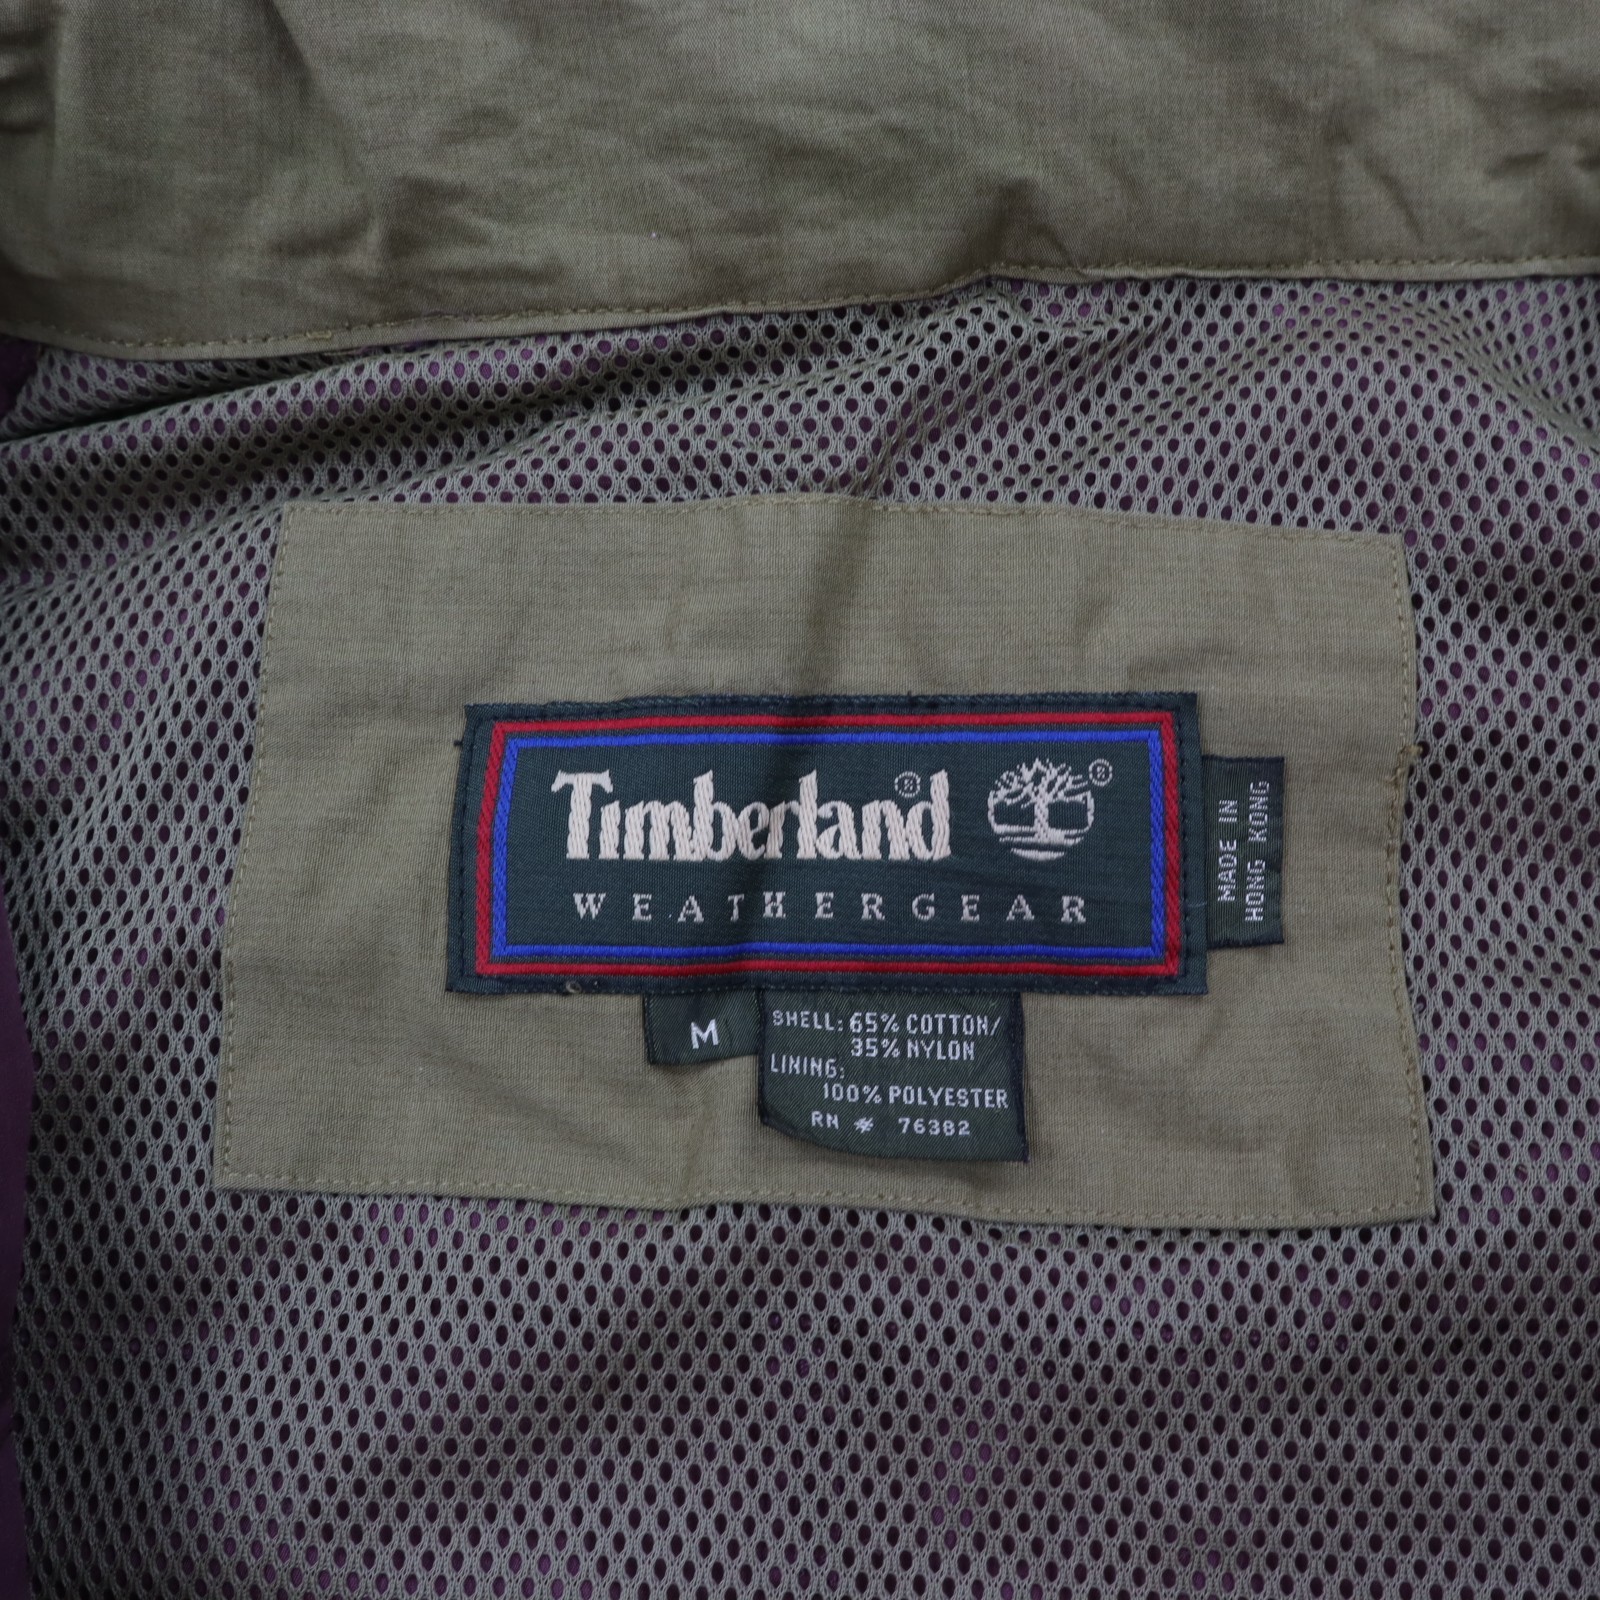 Timberland®
®
WEATHERGEAR
MADE IN
HONG KONG
M
SHELL: 65% COTTON/
35% NYLON
LINING:
100% POLYESTER
RN # 76382